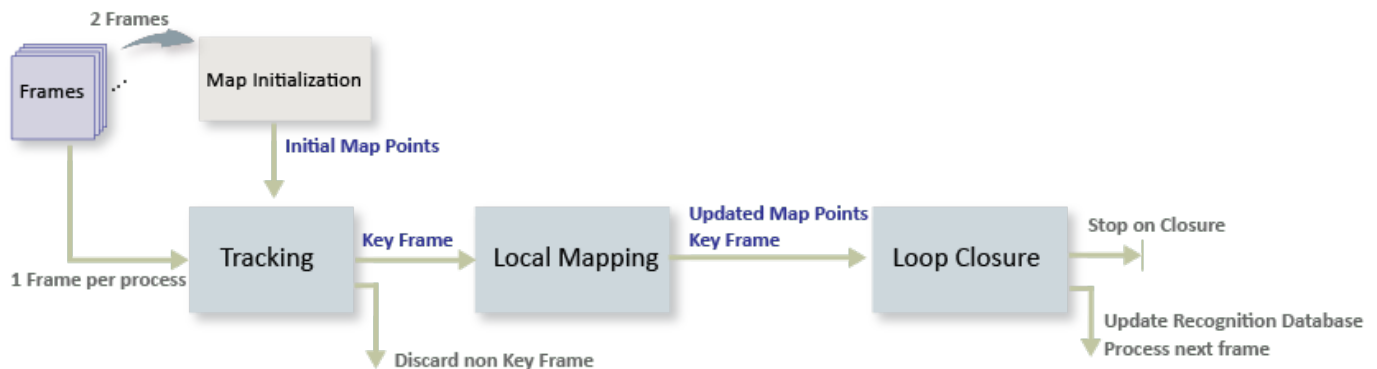 2 Frames
Frames
...
Map Initialization
Initial Map Points
1 Frame per process
Tracking
Key Frame
Discard non Key Frame
Local Mapping
Updated Map Points
Key Frame
Loop Closure
Stop on Closure
Update Recognition Database
Process next frame